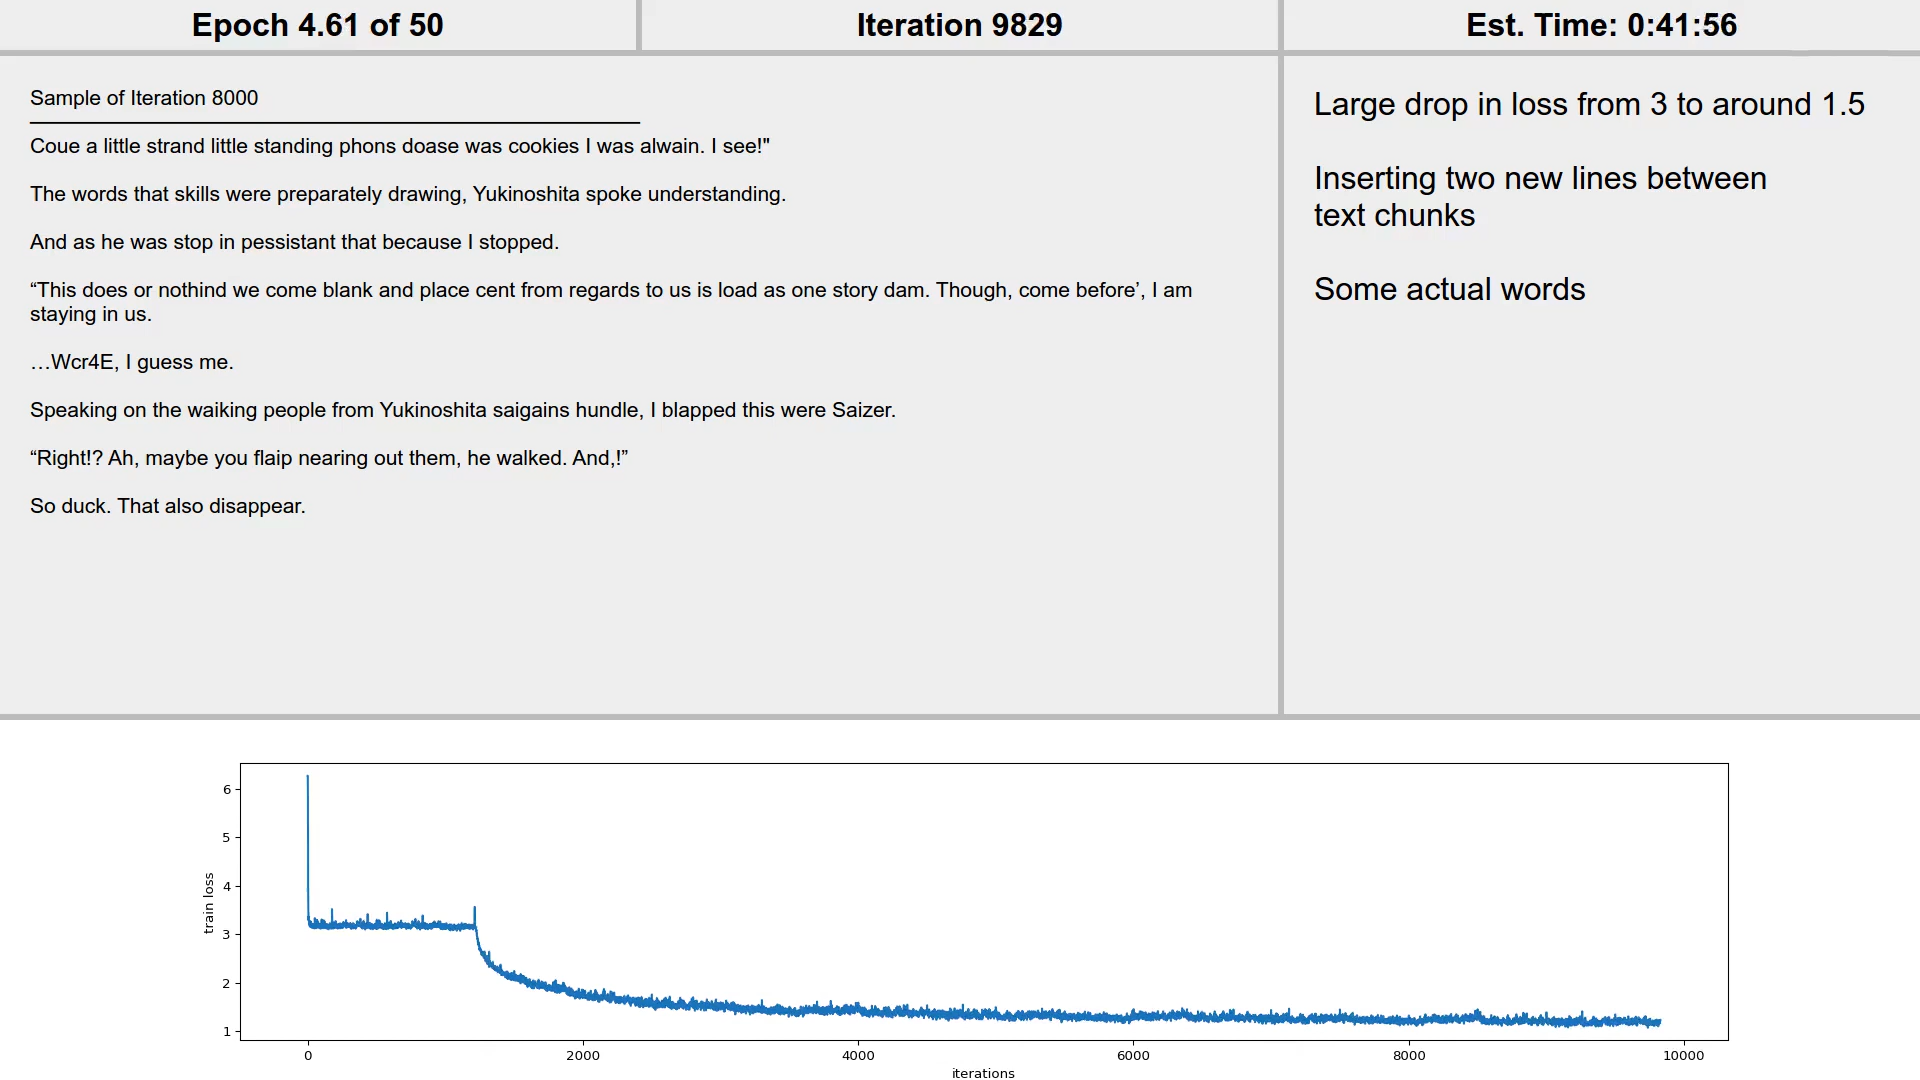 Epoch 4.61 of 50
Iteration 9829
Est. Time: 0:41:56
Sample of Iteration 8000
Coue a little strand little standing phons doase was cookies I was alwain. I see!"
The words that skills were preparately drawing, Yukinoshita spoke understanding.
And as he was stop in pessistant that because I stopped.
“This does or nothind we come blank and place cent from regards to us is load as one story dam. Though, come before’, I am
staying in us.
…Wcr4E, I guess me.
Speaking on the waiking people from Yukinoshita saigains hundle, I blapped this were Saizer.
“Right!? Ah, maybe you flaip nearing out them, he walked. And,!”
So duck. That also disappear.
Large drop in loss from 3 to around 1.5
Inserting two new lines between
text chunks
Some actual words
train loss
6
5
4
3
2
1
0 2000 4000 6000 8000 10000
iterations